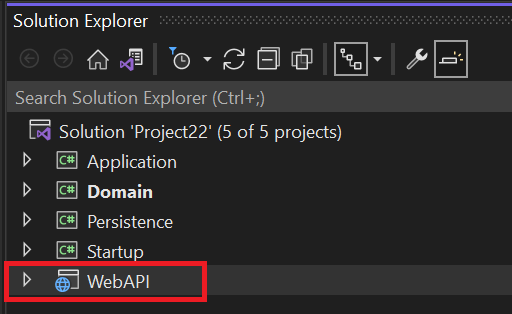 Solution Explorer
Search Solution Explorer (Ctrl+;)
Solution 'Project22' (5 of 5 projects)
C# Application
C# Domain
C# Persistence
C# Startup
WebAPI